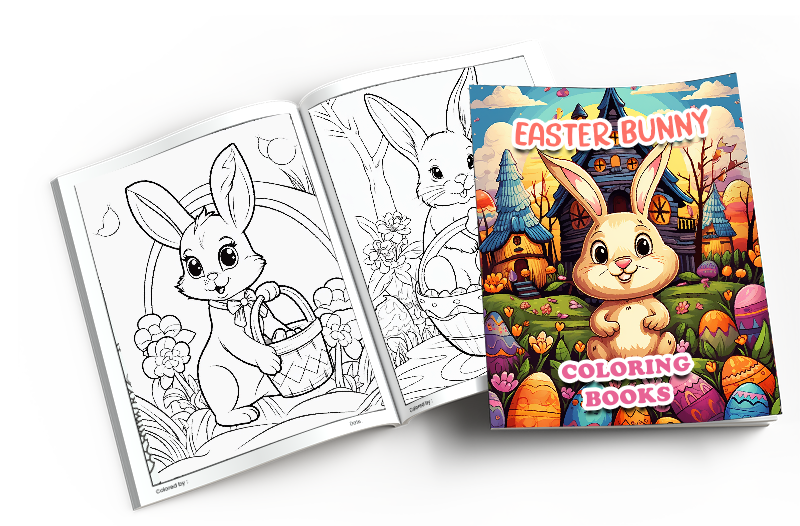 EASTER BUNNY
COLORING
BOOKS
Colored by :
Date
Colored by :